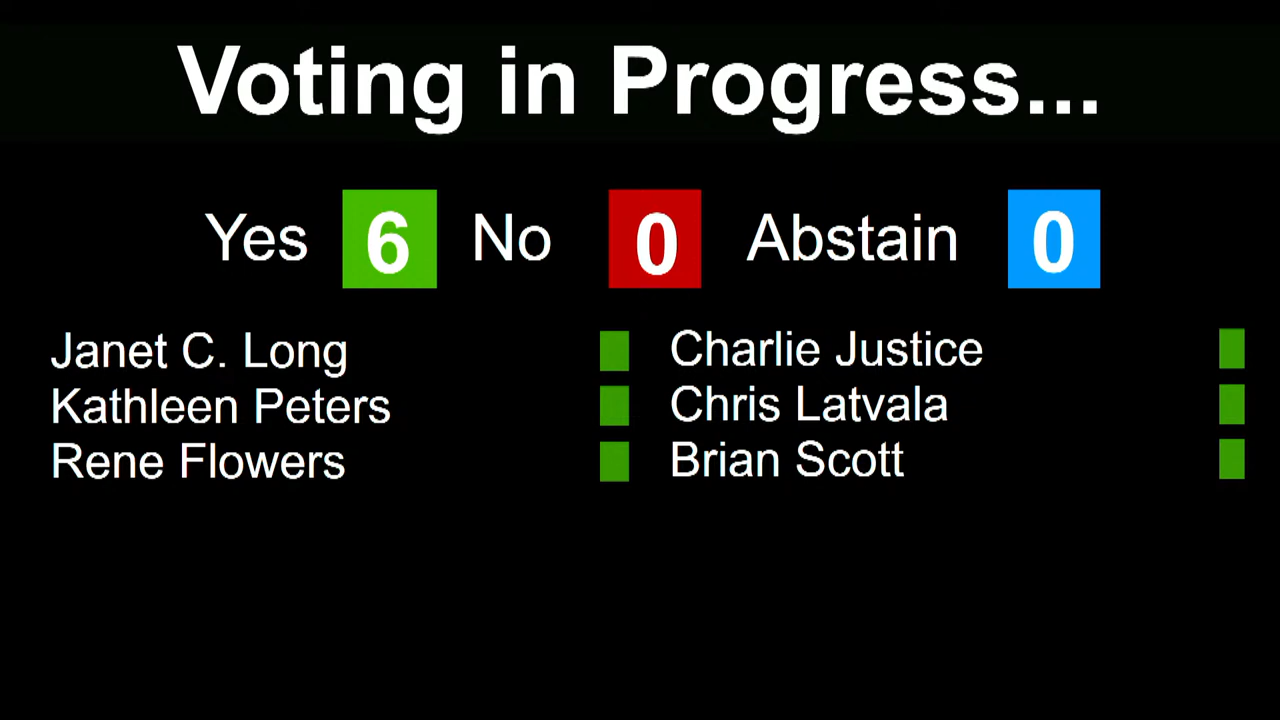 Voting in Progress...
Yes 6 No 0 Abstain 0
Janet C. Long Charlie Justice
Kathleen Peters Chris Latvala
Rene Flowers Brian Scott